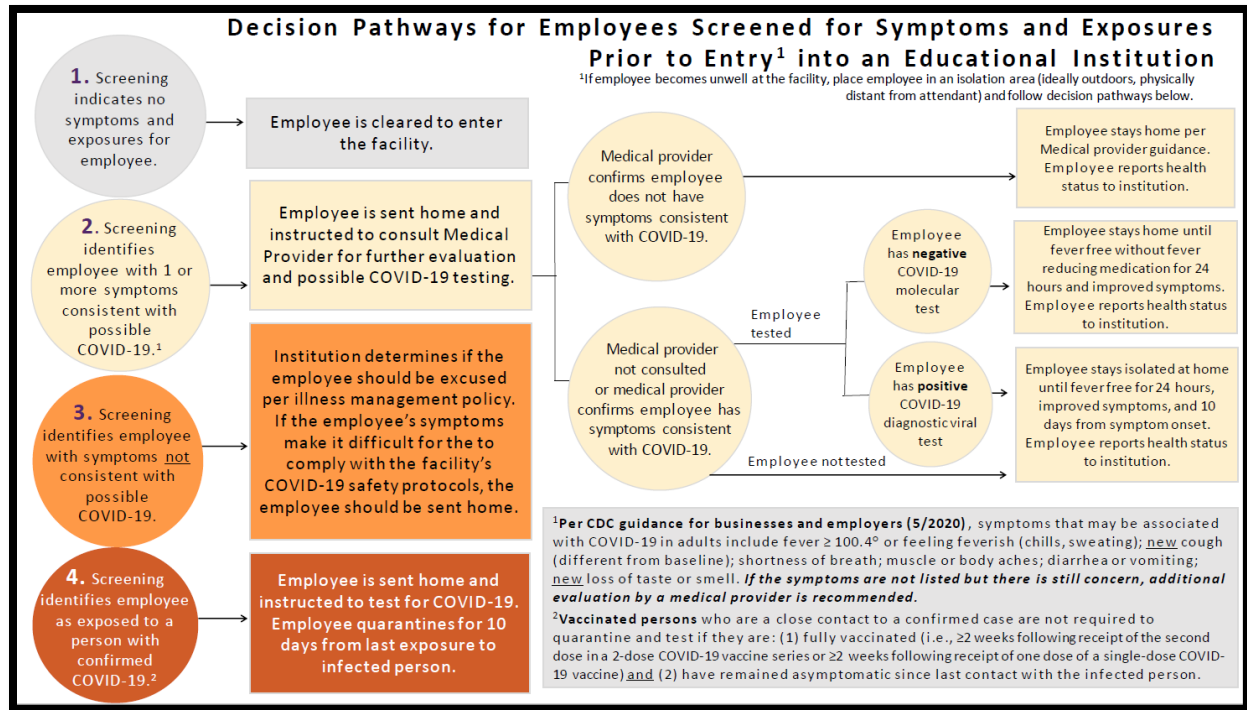 Decision Pathways for Employees Screened for Symptoms and Exposures
Prior to Entry¹ into an Educational Institution
¹If employee becomes unwell at the facility, place employee in an isolation area (ideally outdoors, physically
distant from attendant) and follow decision pathways below.
1. Screening
indicates no
symptoms and
exposures for
employee.
Employee is cleared to enter
the facility.
2. Screening
identifies
employee with 1 or
more symptoms
consistent with
possible
COVID-19.¹
Employee is sent home and
instructed to consult Medical
Provider for further evaluation
and possible COVID-19 testing.
Medical provider
confirms employee
does not have
symptoms consistent
with COVID-19.
Employee stays home per
Medical provider guidance.
Employee reports health
status to institution.
Medical provider
not consulted
or medical provider
confirms employee has
symptoms consistent
with COVID-19.
Employee
tested
Employee
has negative
COVID-19
molecular
test
Employee stays home until
fever free without fever
reducing medication for 24
hours and improved symptoms.
Employee reports health status
to institution.
Employee
has positive
COVID-19
diagnostic viral
test
Employee stays isolated at home
until fever free for 24 hours,
improved symptoms, and 10
days from symptom onset.
Employee reports health status
to institution.
Employee not tested
3. Screening
identifies employee
with symptoms not
consistent with
possible
COVID-19.
Institution determines if the
employee should be excused
per illness management policy.
If the employee's symptoms
make it difficult for the to
comply with the facility's
COVID-19 safety protocols, the
employee should be sent home.
4. Screening
identifies employee
as exposed to a
person with
confirmed
COVID-19.²
Employee is sent home and
instructed to test for COVID-19.
Employee quarantines for 10
days from last exposure to
infected person.
¹Per CDC guidance for businesses and employers (5/2020), symptoms that may be associated
with COVID-19 in adults include fever ≥ 100.4° or feeling feverish (chills, sweating); new cough
(different from baseline); shortness of breath; muscle or body aches; diarrhea or vomiting;
new loss of taste or smell. If the symptoms are not listed but there is still concern, additional
evaluation by a medical provider is recommended.
²Vaccinated persons who are a close contact to a confirmed case are not required to
quarantine and test if they are: (1) fully vaccinated (i.e., ≥2 weeks following receipt of the second
dose in a 2-dose COVID-19 vaccine series or ≥2 weeks following receipt of one dose of a single-dose COVID-
19 vaccine) and (2) have remained asymptomatic since last contact with the infected person.